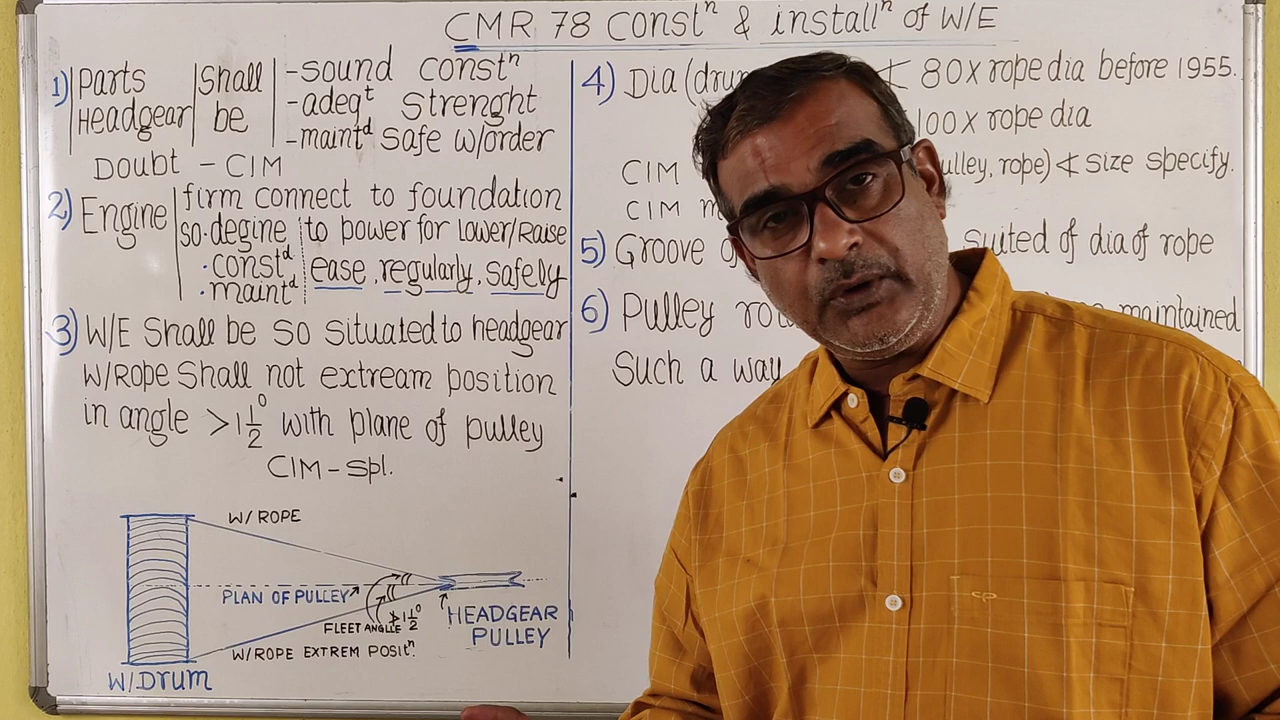 CMR 78 Constⁿ & installⁿ of W/E
1) Parts Headgear
Shall be
-sound constⁿ
-adeqᵗ Strenght
-maintᵈ safe w/order
Doubt - CIM
2) Engine
firm connect to foundation
so·degine to power for Lower/Raise
·constᵈ ease, regularly, safely
·maintᵈ
3) W/E Shall be so situated to headgear
W/Rope Shall not extream position
in angle >1½° with plane of pulley
CIM-Spl.
W/ROPE
PLAN OF PULLEY
FLEET ANGLLE ≯1½°
HEADGEAR
PULLEY
W/ROPE EXTREM POSITⁿ.
W/Drum
4) Dia ≮ 80X rope dia before 1955.
100X rope dia
CIM ulley, rope) ≮ size specify.
CIM
5) Groove suited of dia of rope
6) Pulley maintained
Such a way